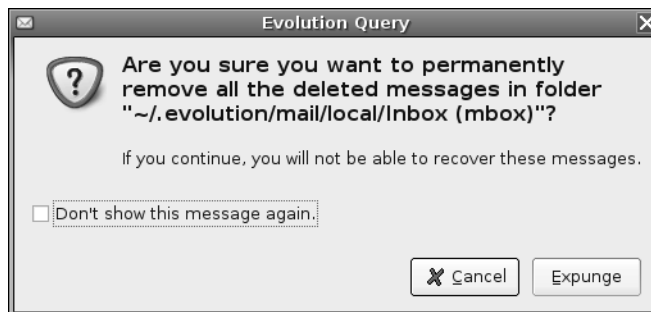 Evolution Query
Are you sure you want to permanently
remove all the deleted messages in folder
"~/.evolution/mail/local/Inbox (mbox)"?
If you continue, you will not be able to recover these messages.
Don't show this message again.
Cancel
Expunge